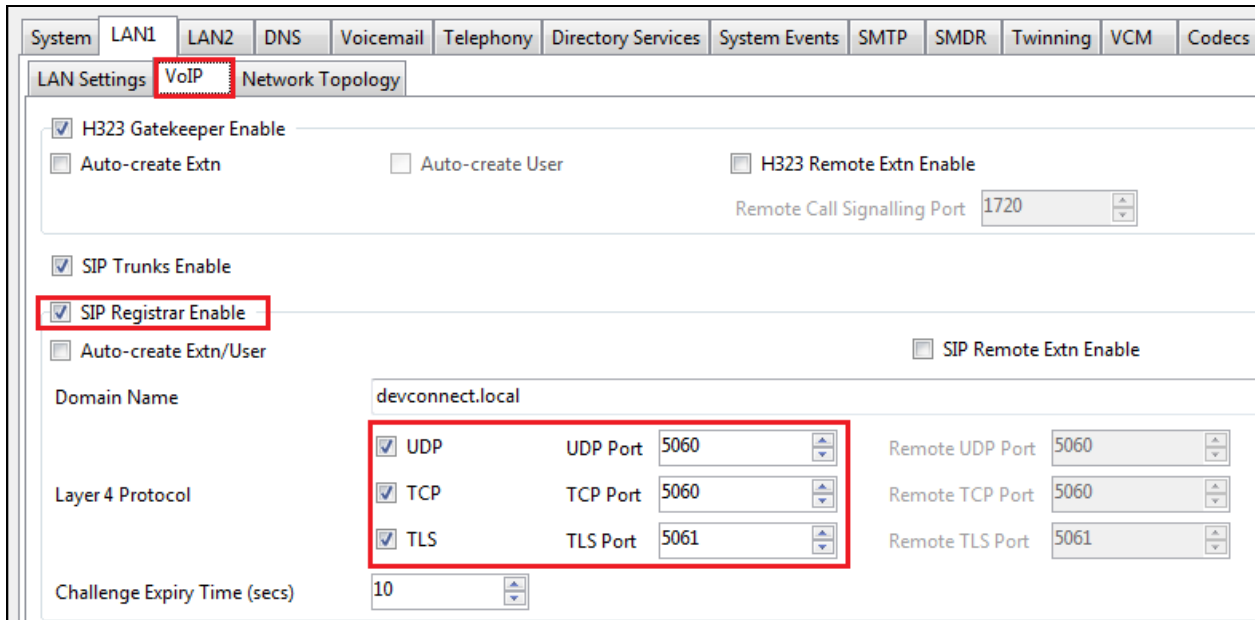 System LAN1 LAN2 DNS Voicemail Telephony Directory Services System Events SMTP SMDR Twinning VCM Codecs
LAN Settings VoIP Network Topology
H323 Gatekeeper Enable
Auto-create Extn Auto-create User H323 Remote Extn Enable
Remote Call Signalling Port 1720
SIP Trunks Enable
SIP Registrar Enable
Auto-create Extn/User SIP Remote Extn Enable
Domain Name devconnect.local
UDP UDP Port 5060 Remote UDP Port 5060
Layer 4 Protocol TCP TCP Port 5060 Remote TCP Port 5060
TLS TLS Port 5061 Remote TLS Port 5061
Challenge Expiry Time (secs) 10